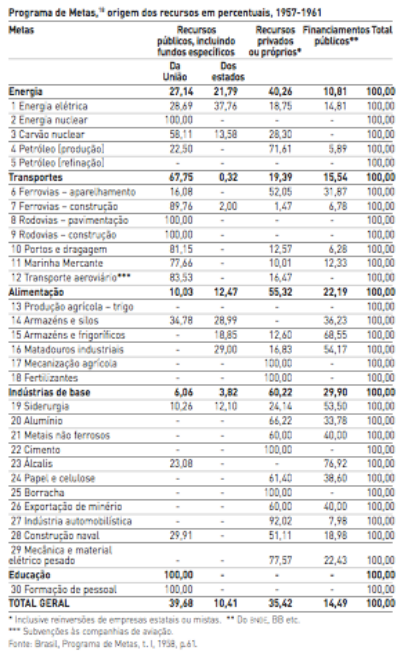 Programa de Metas,¹⁸ origem dos recursos em percentuais, 1957-1961
Metas Recursos públicos, incluindo fundos específicos Recursos privados ou próprios* Financiamentos públicos** Total
Da União Dos estados
Energia 27,14 21,79 40,26 10,81 100,00
1 Energia elétrica 28,69 37,76 18,75 14,81 100,00
2 Energia nuclear 100,00 - - - 100,00
3 Carvão nuclear 58,11 13,58 28,30 - 100,00
4 Petróleo (produção) 22,50 - 71,61 5,89 100,00
5 Petróleo (refinação) - - - - 100,00
Transportes 67,75 0,32 19,39 15,54 100,00
6 Ferrovias – aparelhamento 16,08 52,05 31,87 100,00
7 Ferrovias – construção 89,76 2,00 1,47 6,78 100,00
8 Rodovias – pavimentação 100,00 - - - 100,00
9 Rodovias – construção 100,00 - - - 100,00
10 Portos e dragagem 81,15 - 12,57 6,28 100,00
11 Marinha Mercante 77,66 - 10,01 12,33 100,00
12 Transporte aeroviário*** 83,53 - 16,47 - 100,00
Alimentação 10,03 12,47 55,32 22,19 100,00
13 Produção agrícola – trigo - - - - 100,00
14 Armazéns e silos 34,78 28,99 - 36,23 100,00
15 Armazéns e frigoríficos - 18,85 12,60 68,55 100,00
16 Matadouros industriais - 29,00 16,83 54,17 100,00
17 Mecanização agrícola - - 100,00 - 100,00
18 Fertilizantes - - 100,00 - 100,00
Indústrias de base 6,06 3,82 60,22 29,90 100,00
19 Siderurgia 10,26 12,10 24,14 53,50 100,00
20 Alumínio - - 66,22 33,78 100,00
21 Metais não ferrosos - - 60,00 40,00 100,00
22 Cimento - - 100,00 - 100,00
23 Álcalis 23,08 - - 76,92 100,00
24 Papel e celulose - - 61,40 38,60 100,00
25 Borracha - - 100,00 - 100,00
26 Exportação de minério - - 60,00 40,00 100,00
27 Indústria automobilística - - 92,02 7,98 100,00
28 Construção naval 29,91 - 51,11 18,98 100,00
29 Mecânica e material
elétrico pesado - - 77,57 22,43 100,00
Educação 100,00 - - - 100,00
30 Formação de pessoal 100,00 - - - 100,00
TOTAL GERAL 39,68 10,41 35,42 14,49 100,00
* Inclusive reinversões de empresas estatais ou mistas. ** Do BNDE, BB etc.
*** Subvenções às companhias de aviação.
Fonte: Brasil, Programa de Metas, t. I, 1958, p.61.